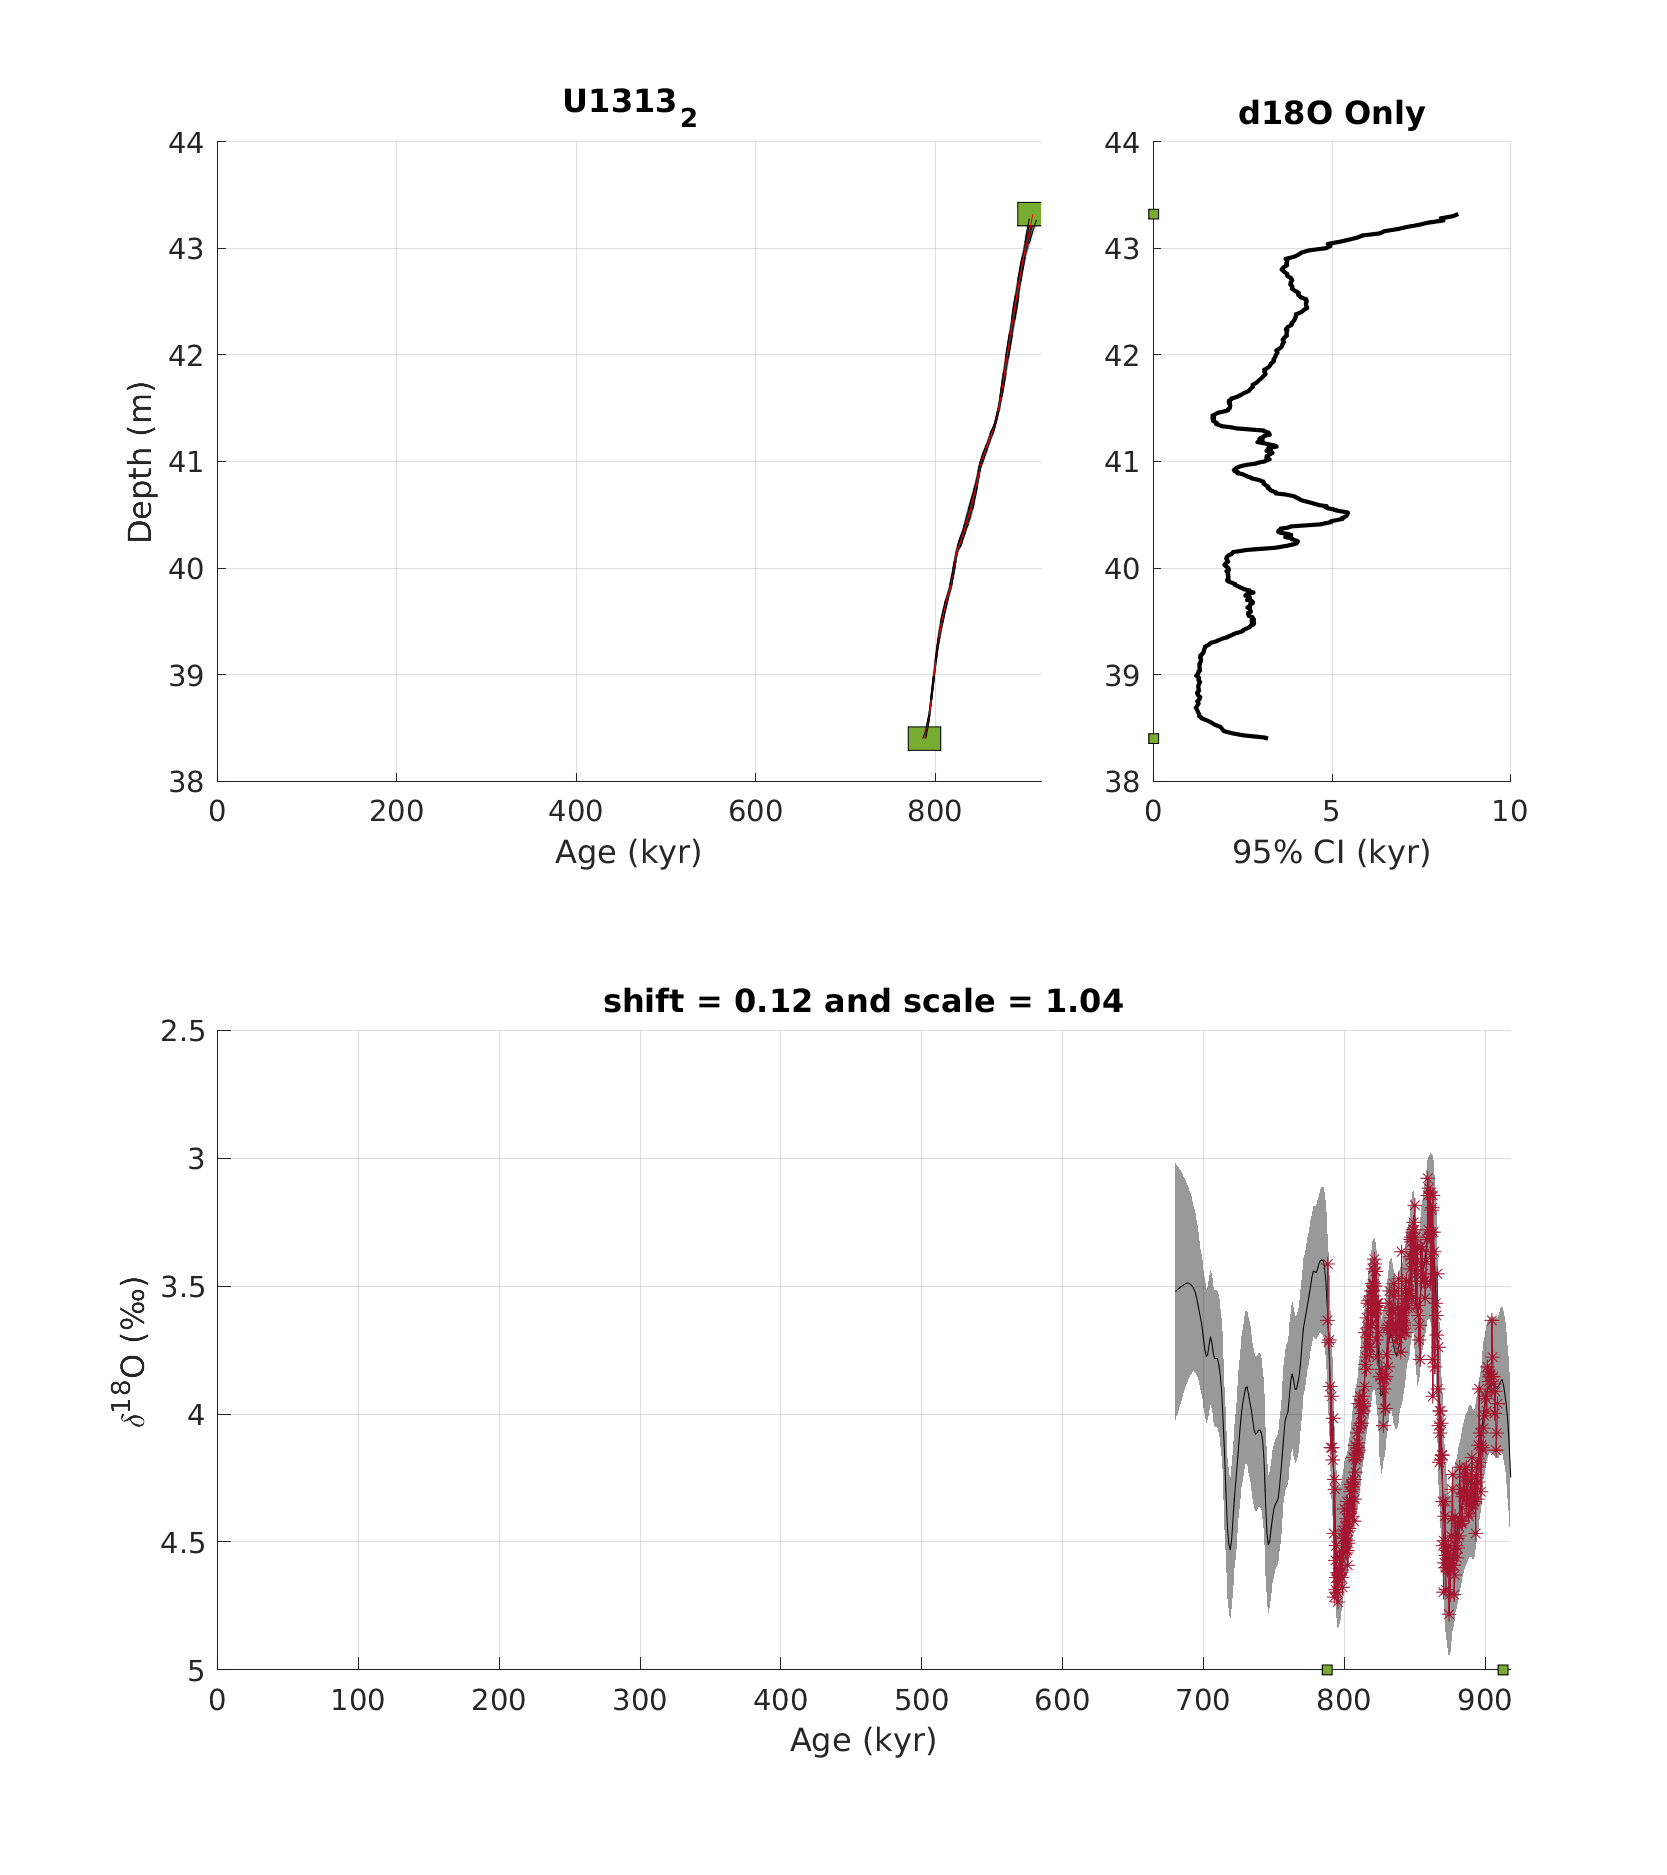 U1313₂
44
43
42
41
40
39
38
Depth (m)
0 200 400 600 800
Age (kyr)
d18O Only
44
43
42
41
40
39
38
0 5 10
95% CI (kyr)
shift = 0.12 and scale = 1.04
2.5
3
3.5
4
4.5
5
δ¹⁸O (‰)
0 100 200 300 400 500 600 700 800 900
Age (kyr)